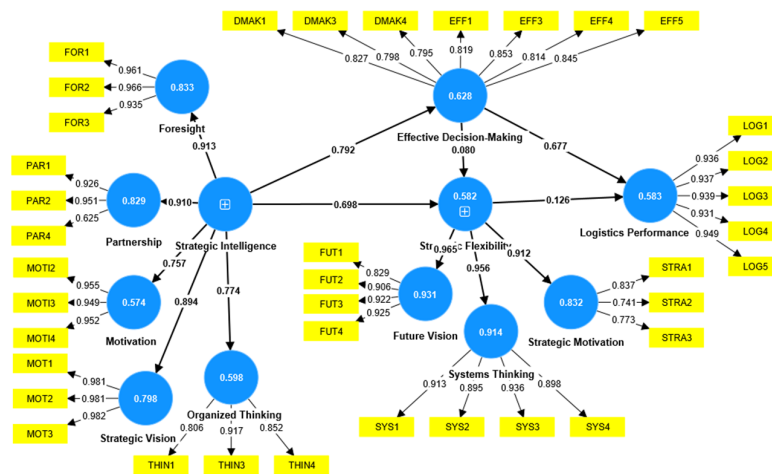 DMAK1 DMAK3 DMAK4 EFF1 EFF3 EFF4 EFF5
0.827 0.798 0.795 0.819 0.853 0.814 0.845
FOR1
FOR2
FOR3
0.961
0.966
0.935
0.833
Foresight
0.913
0.628
Effective Decision-Making
0.792
0.080
0.677
PAR1
PAR2
PAR4
0.926
0.951
0.625
0.829
Partnership
0.910
Strategic Intelligence
0.698
0.582
Strategic Flexibility
0.126
0.583
Logistics Performance
LOG1
LOG2
LOG3
LOG4
LOG5
0.936
0.937
0.939
0.931
0.949
MOTI2
MOTI3
MOTI4
0.955
0.949
0.952
0.574
Motivation
0.757
0.894
0.774
MOT1
MOT2
MOT3
0.981
0.981
0.982
0.798
Strategic Vision
0.598
Organized Thinking
0.806 0.917 0.852
THIN1 THIN3 THIN4
FUT1
FUT2
FUT3
FUT4
0.829
0.906
0.922
0.925
0.931
Future Vision
0.965
0.956
0.912
0.914
Systems Thinking
0.913 0.895 0.936 0.898
SYS1 SYS2 SYS3 SYS4
0.832
Strategic Motivation
0.837
0.741
0.773
STRA1
STRA2
STRA3